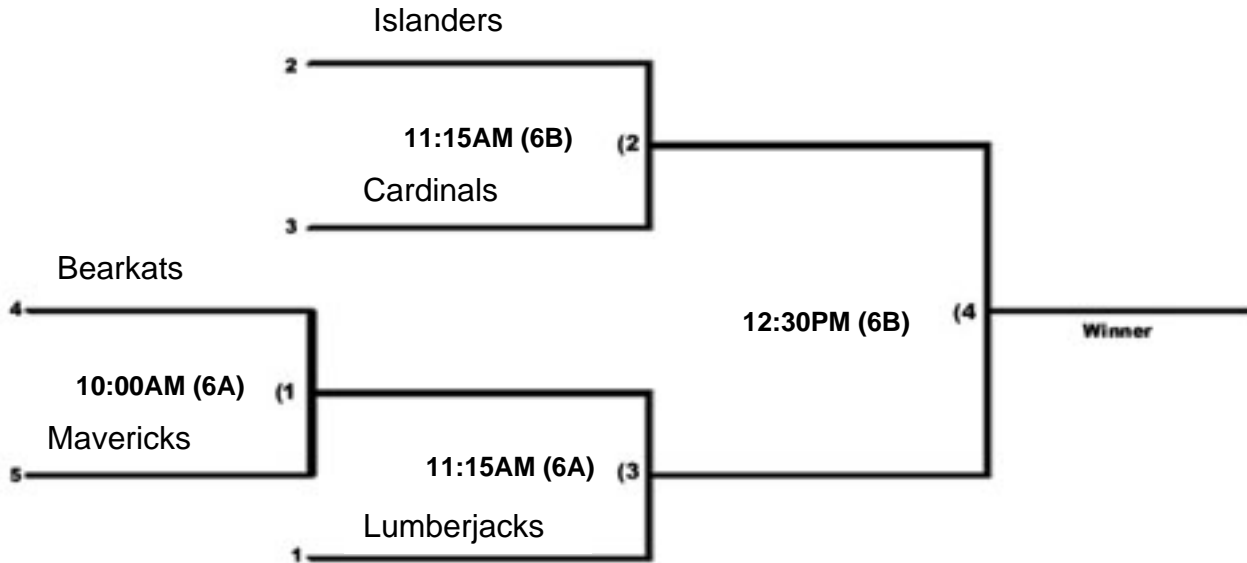 Islanders
2
11:15AM (6B) (2
Cardinals
3
Bearkats
4
12:30PM (6B) (4
Winner
10:00AM (6A) (1
Mavericks
5
11:15AM (6A) (3
Lumberjacks
1